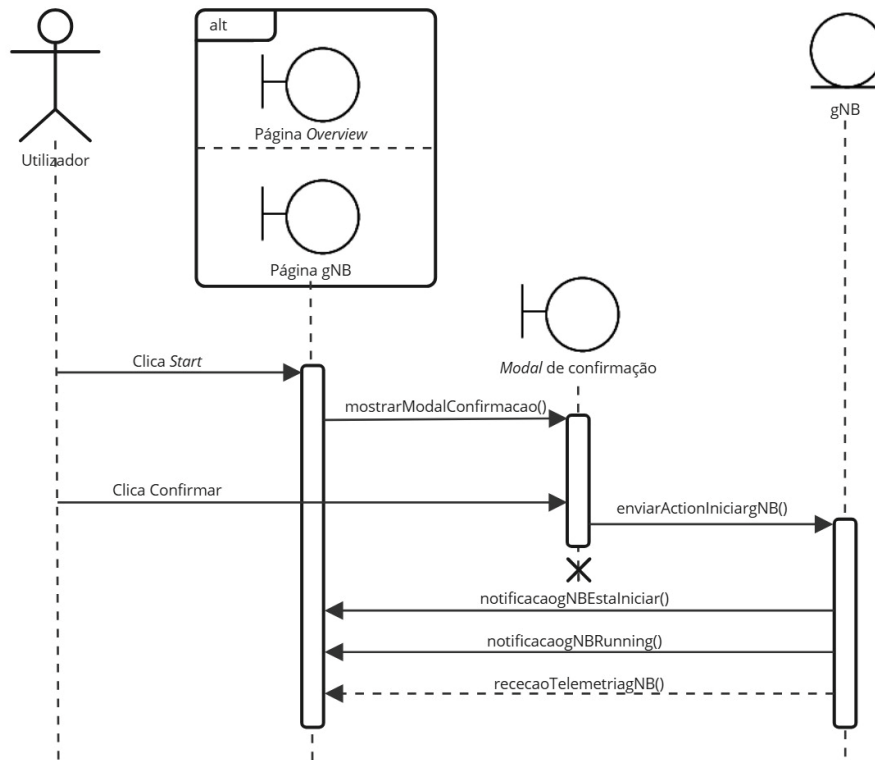 alt
Página Overview
gNB
Utilizador
Página gNB
Clica Start
Modal de confirmação
mostrarModalConfirmacao()
Clica Confirmar
enviarActionIniciargNB()
notificacaogNBEstaIniciar()
notificacaogNBRunning()
rececaoTelemetriagNB()